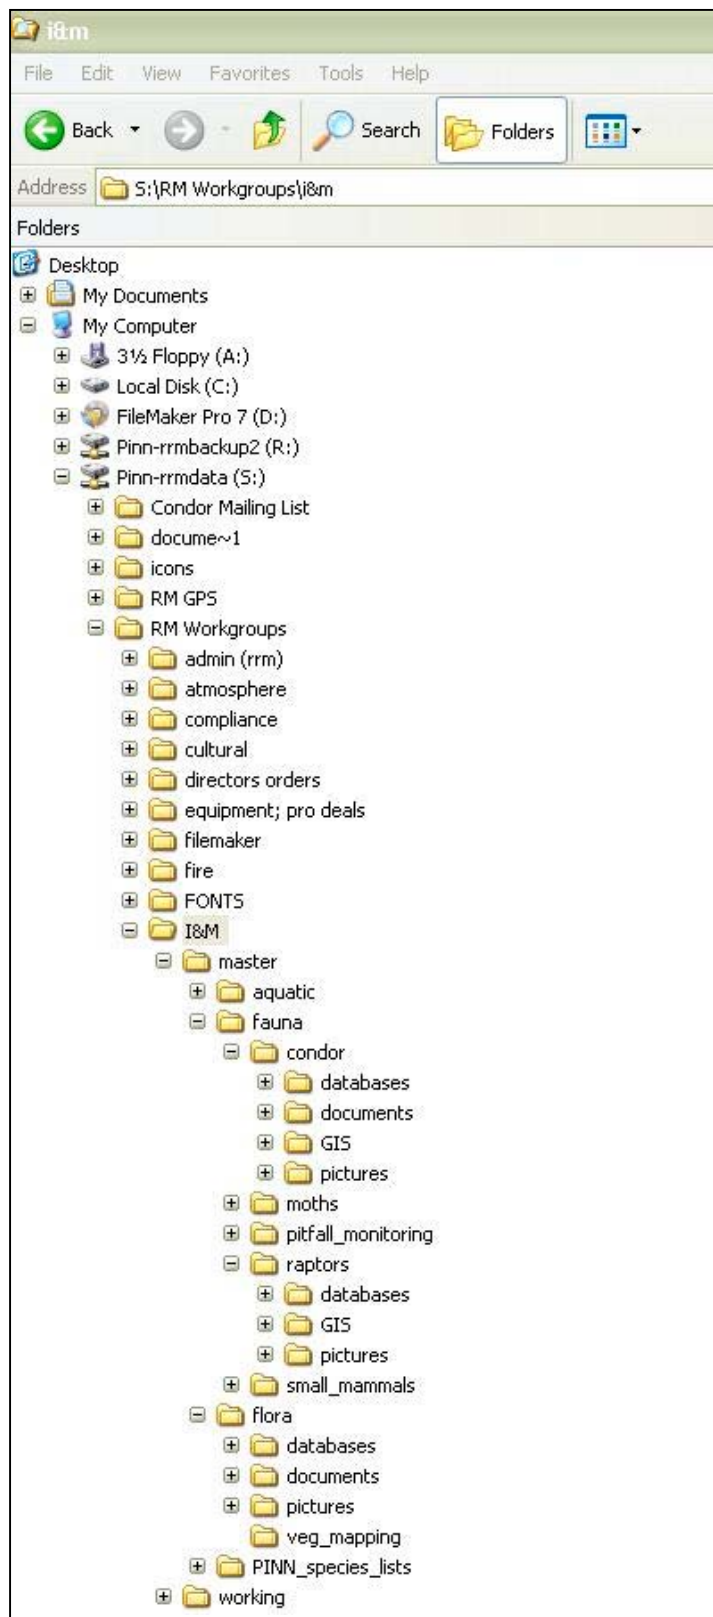 i&m
File Edit View Favorites Tools Help
Back Search Folders
Address S:\RM Workgroups\i&m
Folders
Desktop
My Documents
My Computer
3½ Floppy (A:)
Local Disk (C:)
FileMaker Pro 7 (D:)
Pinn-rrmbackup2 (R:)
Pinn-rrmdata (S:)
Condor Mailing List
docume~1
icons
RM GPS
RM Workgroups
admin (rrm)
atmosphere
compliance
cultural
directors orders
equipment; pro deals
filemaker
fire
FONTS
I&M
master
aquatic
fauna
condor
databases
documents
GIS
pictures
moths
pitfall_monitoring
raptors
databases
GIS
pictures
small_mammals
flora
databases
documents
pictures
veg_mapping
PINN_species_lists
working